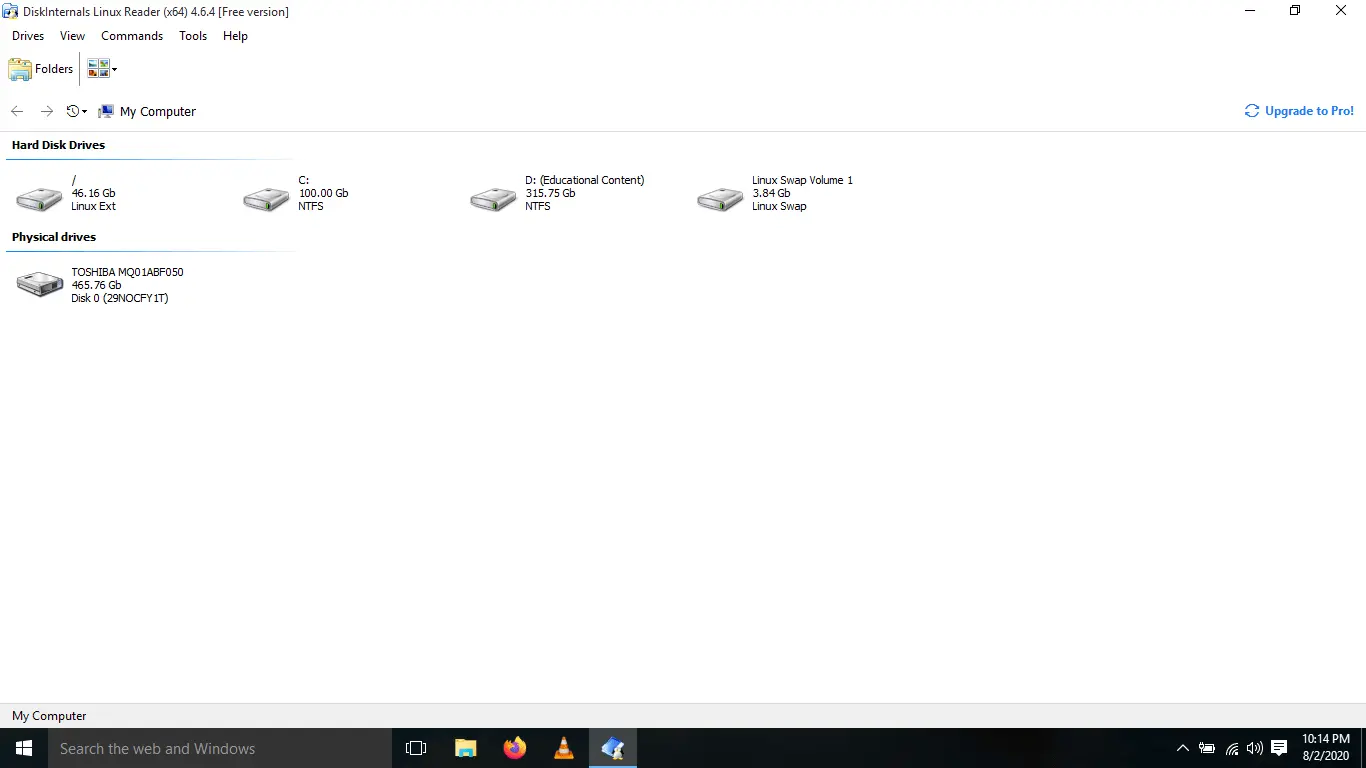 DiskInternals Linux Reader (x64) 4.6.4 [Free version]
Drives View Commands Tools Help
Folders
My Computer
Upgrade to Pro!
Hard Disk Drives
/
46.16 Gb
Linux Ext
C:
100.00 Gb
NTFS
D: (Educational Content)
315.75 Gb
NTFS
Linux Swap Volume 1
3.84 Gb
Linux Swap
Physical drives
TOSHIBA MQ01ABF050
465.76 Gb
Disk 0 (29NOCFY1T)
My Computer
Search the web and Windows
10:14 PM
8/2/2020